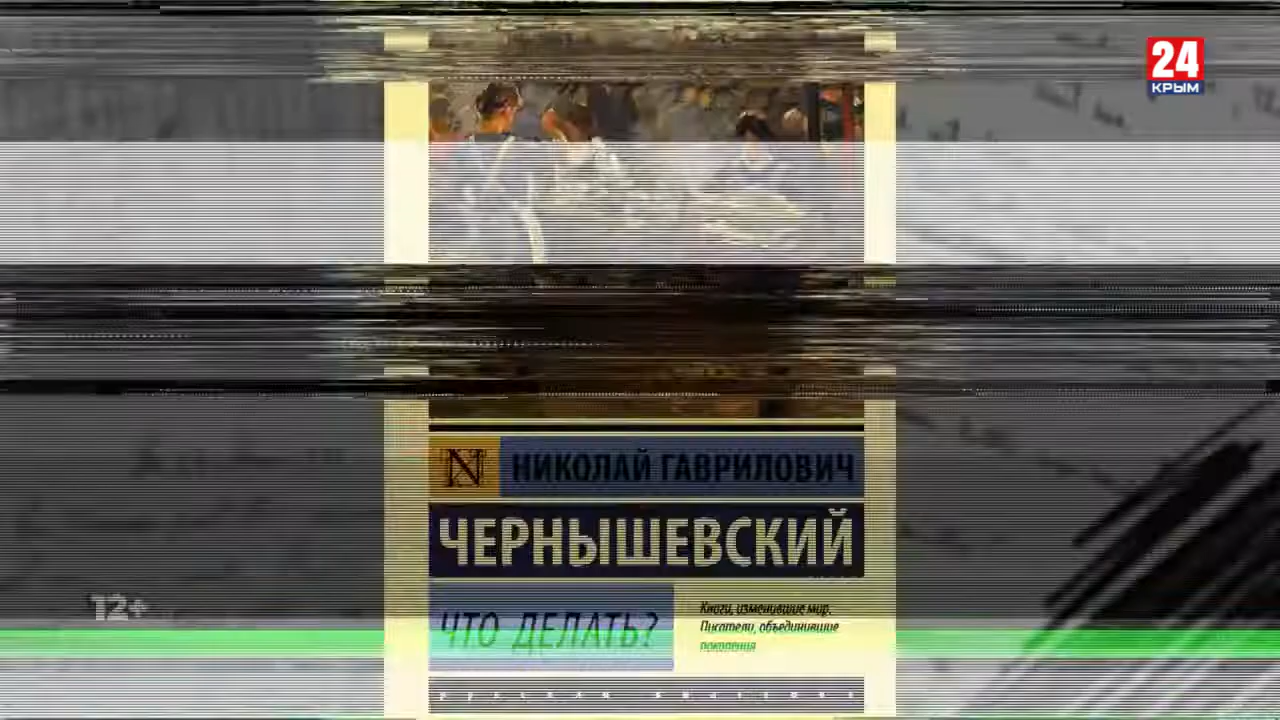 24
КРЫМ
N НИКОЛАЙ ГАВРИЛОВИЧ
ЧЕРНЫШЕВСКИЙ
ЧТО ДЕЛАТЬ?
Книги, изменившие мир.
Писатели, объединившие
поколения
12+